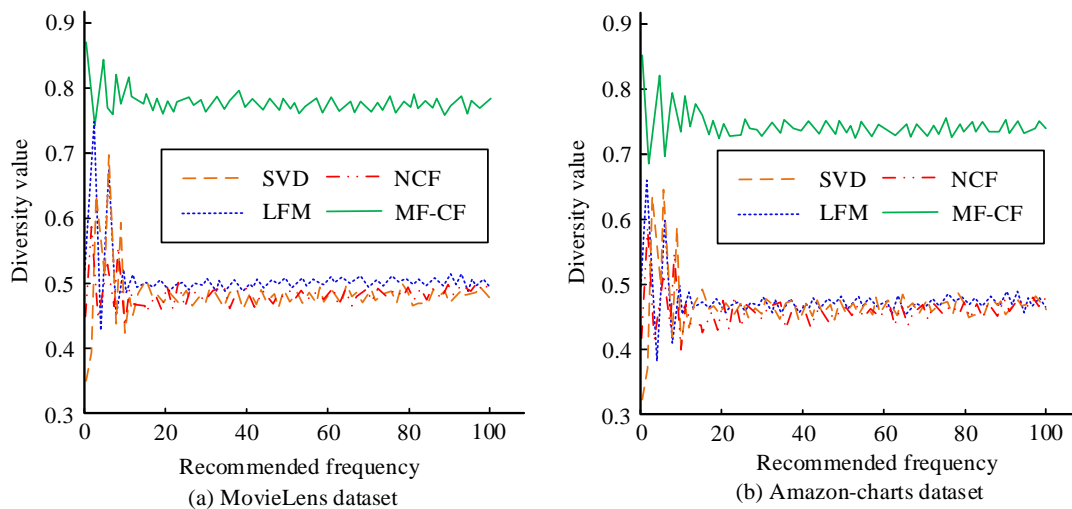 0.9
0.8
0.7
0.6
0.5
0.4
0.3
Diversity value
SVD
NCF
LFM
MF-CF
0 20 40 60 80 100
Recommended frequency
(a) MovieLens dataset
0.9
0.8
0.7
0.6
0.5
0.4
0.3
Diversity value
SVD
NCF
LFM
MF-CF
0 20 40 60 80 100
Recommended frequency
(b) Amazon-charts dataset